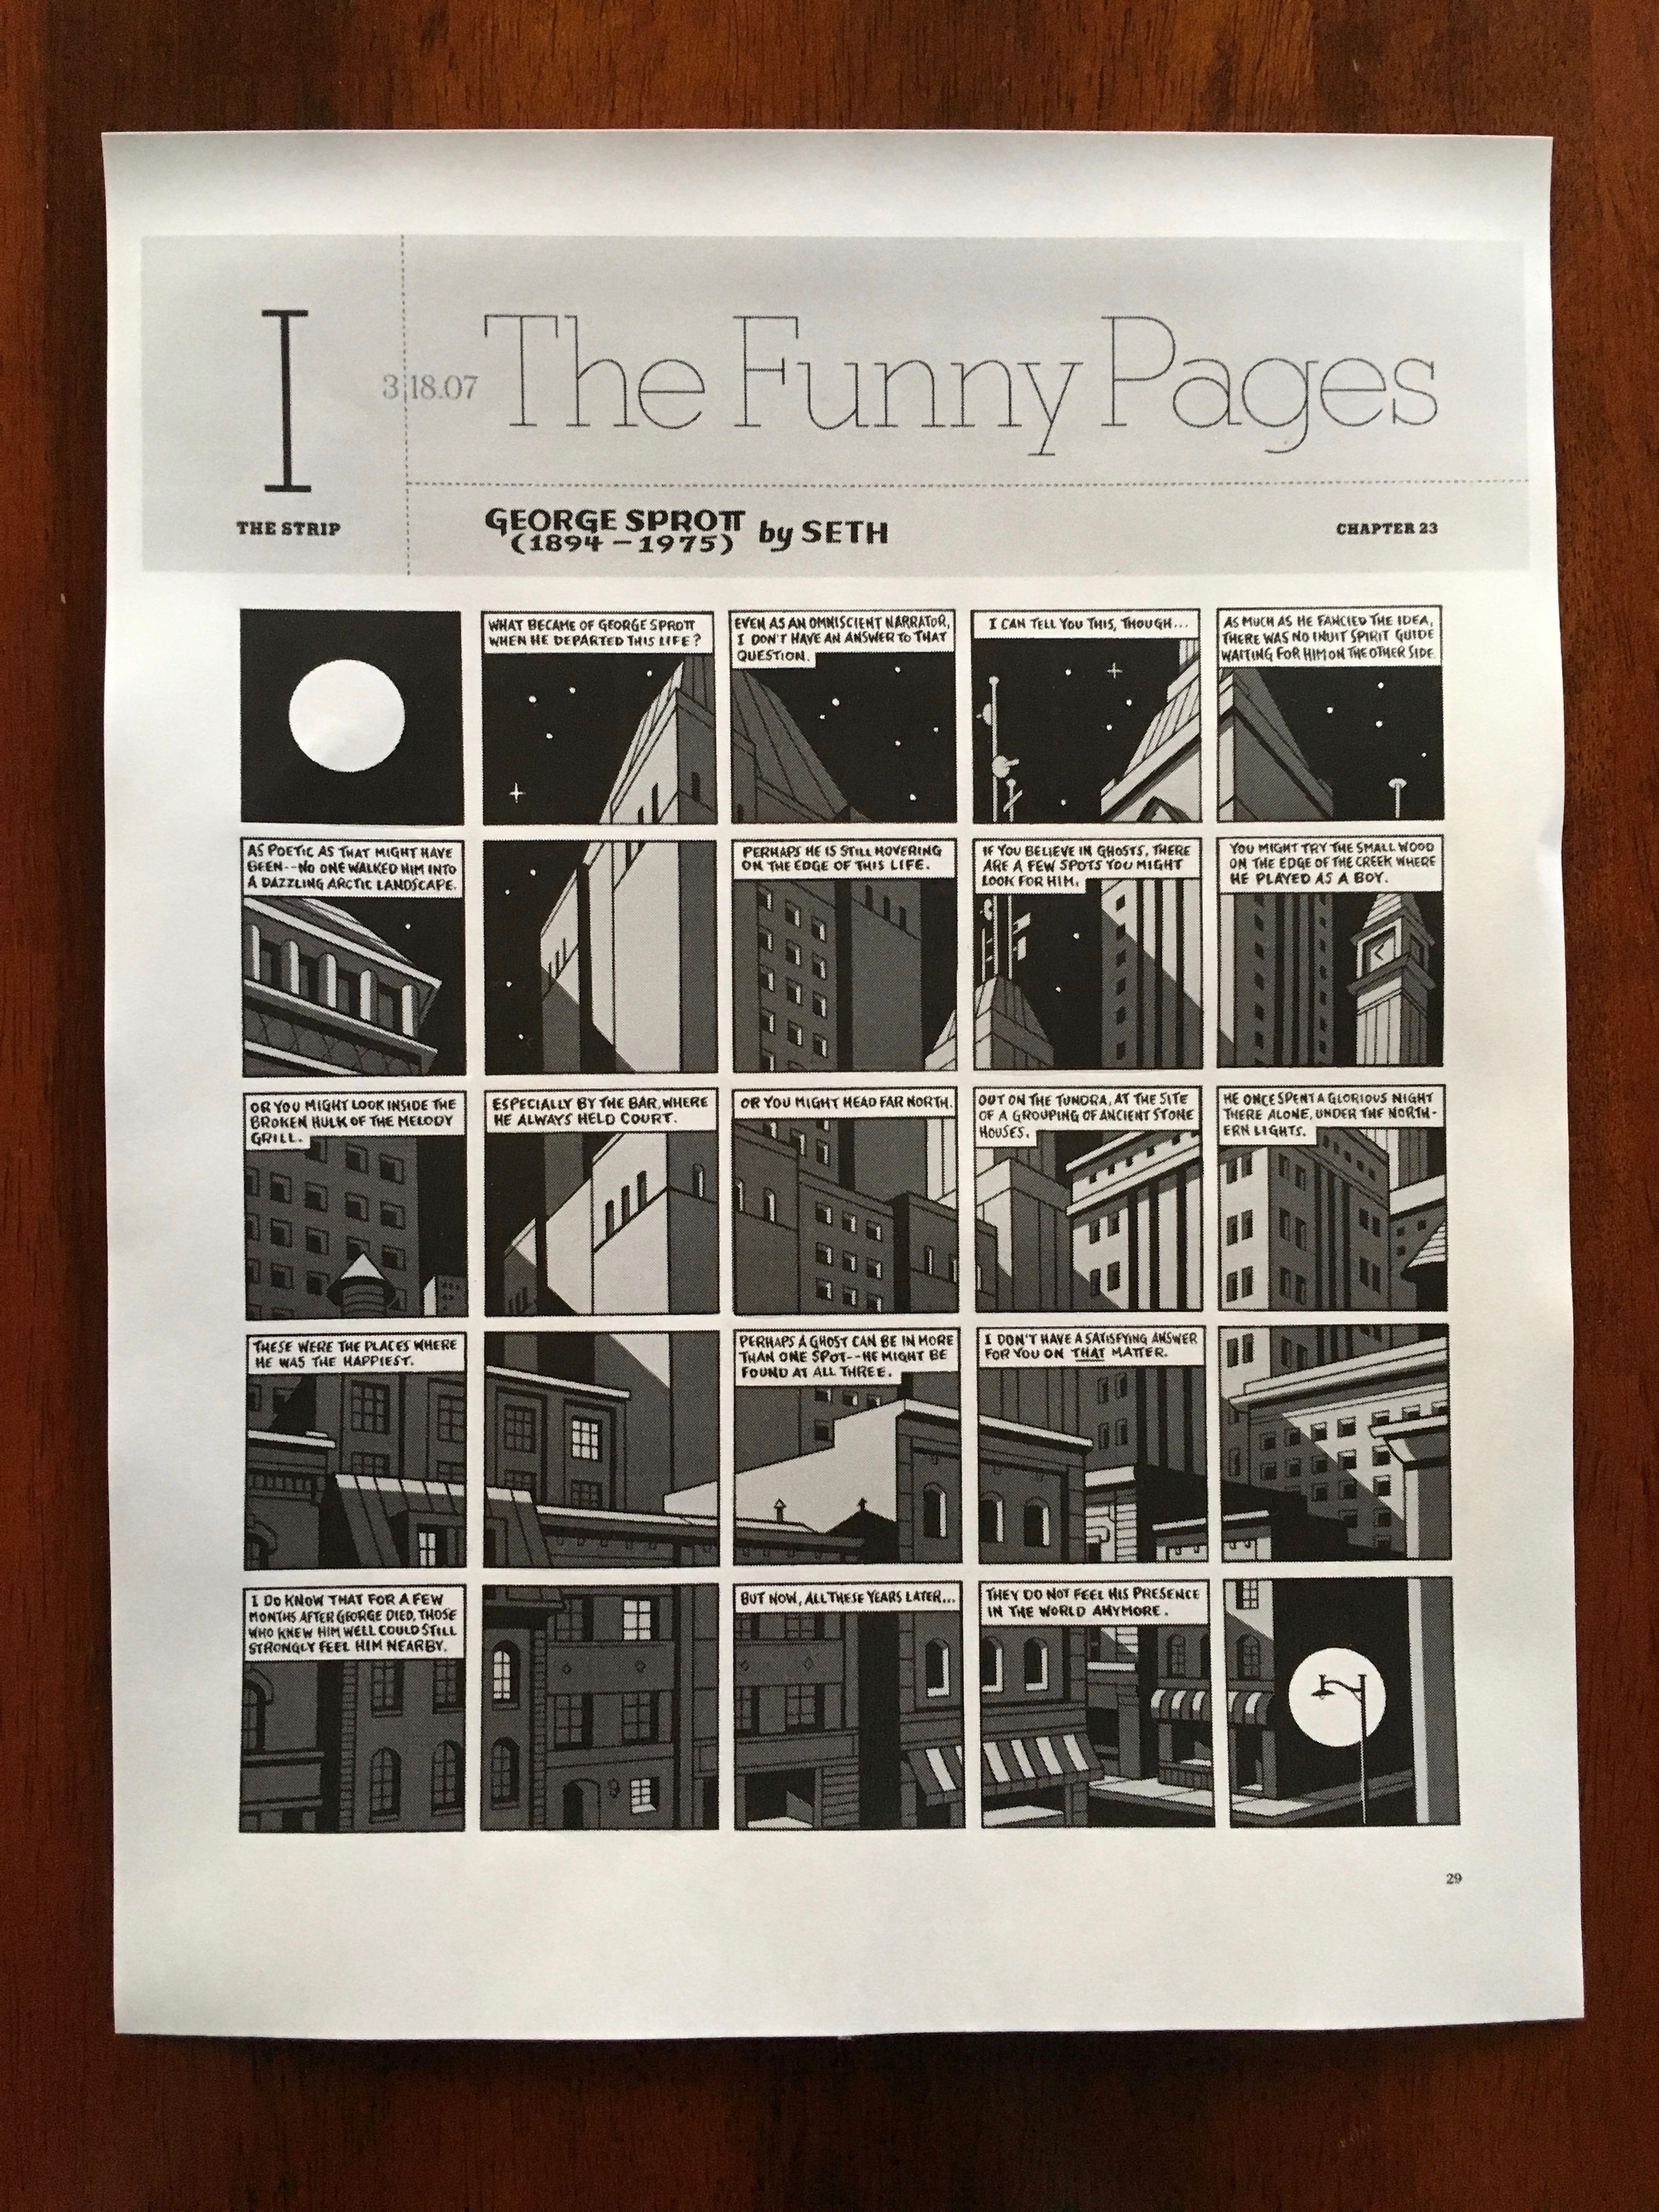 I
3|18.07
The Funny Pages
THE STRIP
GEORGE SPROTT
(1894–1975)
by SETH
CHAPTER 23
WHAT BECAME OF GEORGE SPROTT
WHEN HE DEPARTED THIS LIFE?
EVEN AS AN OMNISCIENT NARRATOR,
I DON'T HAVE AN ANSWER TO THAT
QUESTION.
I CAN TELL YOU THIS, THOUGH...
AS MUCH AS HE FANCIED THE IDEA,
THERE WAS NO INUIT SPIRIT GUIDE
WAITING FOR HIM ON THE OTHER SIDE.
AS POETIC AS THAT MIGHT HAVE
BEEN--NO ONE WALKED HIM INTO
A DAZZLING ARCTIC LANDSCAPE.
PERHAPS HE IS STILL HOVERING
ON THE EDGE OF THIS LIFE.
IF YOU BELIEVE IN GHOSTS, THERE
ARE A FEW SPOTS YOU MIGHT
LOOK FOR HIM.
YOU MIGHT TRY THE SMALL WOOD
ON THE EDGE OF THE CREEK WHERE
HE PLAYED AS A BOY.
OR YOU MIGHT LOOK INSIDE THE
BROKEN HULK OF THE MELODY
GRILL.
ESPECIALLY BY THE BAR, WHERE
HE ALWAYS HELD COURT.
OR YOU MIGHT HEAD FAR NORTH.
OUT ON THE TUNDRA, AT THE SITE
OF A GROUPING OF ANCIENT STONE
HOUSES.
HE ONCE SPENT A GLORIOUS NIGHT
THERE ALONE, UNDER THE NORTH-
ERN LIGHTS.
THESE WERE THE PLACES WHERE
HE WAS THE HAPPIEST.
PERHAPS A GHOST CAN BE IN MORE
THAN ONE SPOT--HE MIGHT BE
FOUND AT ALL THREE.
I DON'T HAVE A SATISFYING ANSWER
FOR YOU ON THAT MATTER.
I DO KNOW THAT FOR A FEW
MONTHS AFTER GEORGE DIED, THOSE
WHO KNEW HIM WELL COULD STILL
STRONGLY FEEL HIM NEARBY.
BUT NOW, ALL THESE YEARS LATER...
THEY DO NOT FEEL HIS PRESENCE
IN THE WORLD ANYMORE.
29